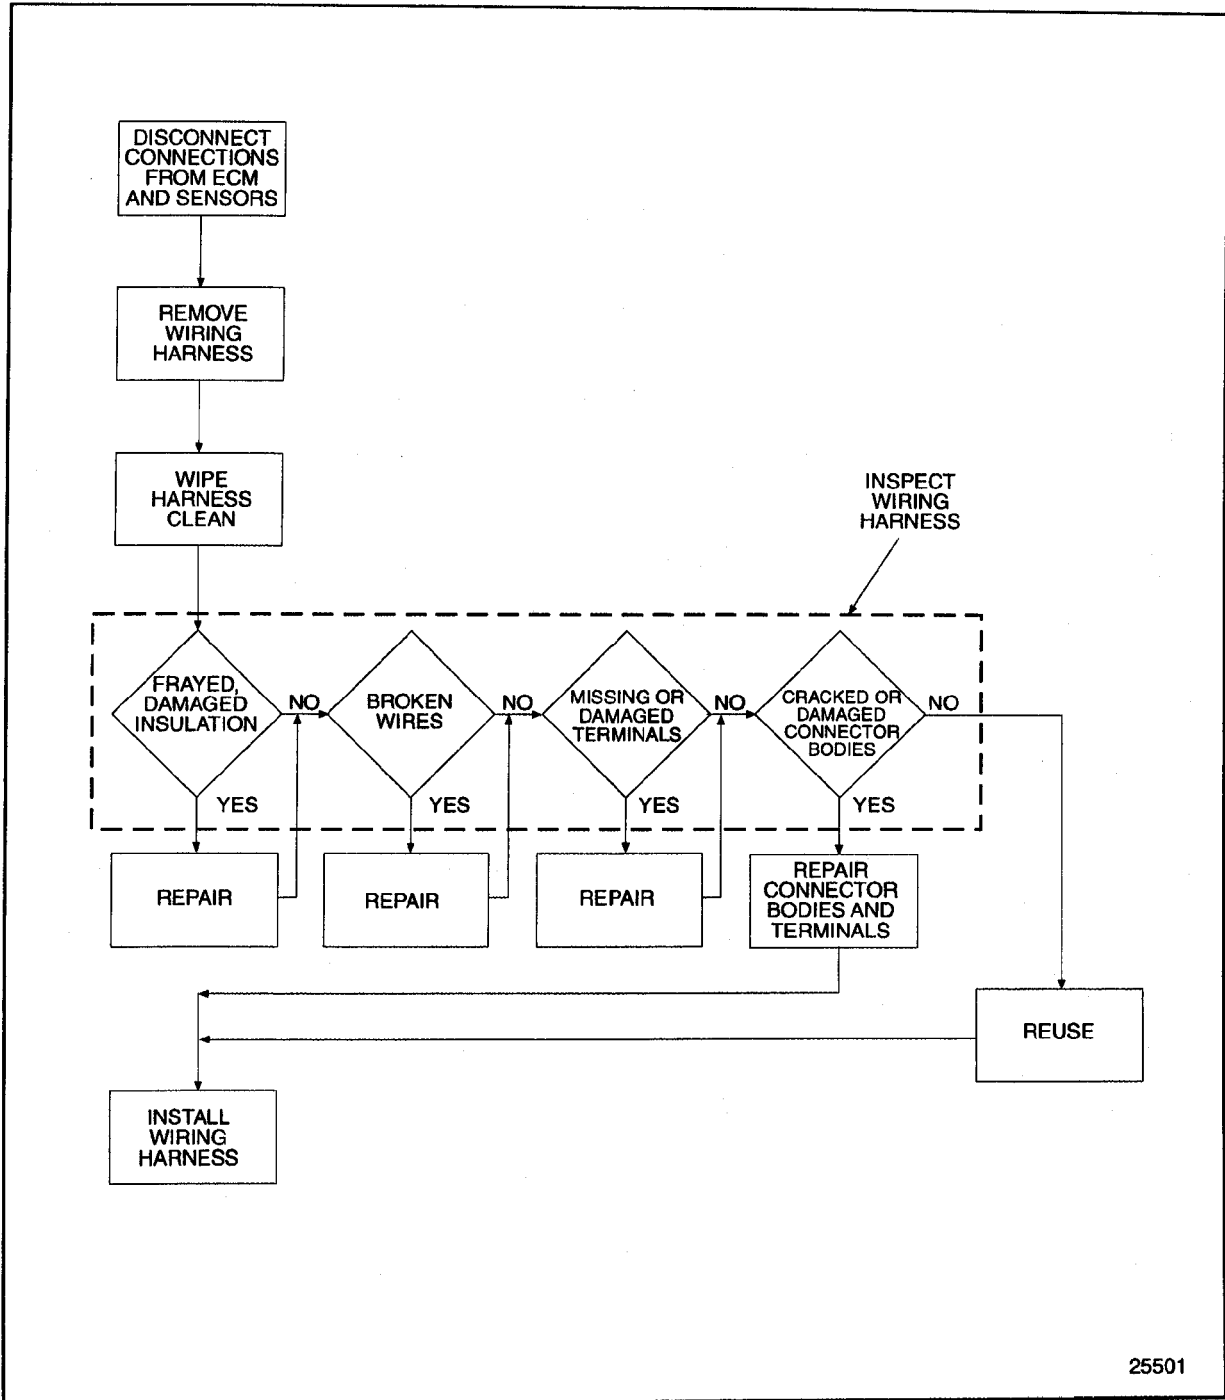 DISCONNECT
CONNECTIONS
FROM ECM
AND SENSORS
REMOVE
WIRING
HARNESS
WIPE
HARNESS
CLEAN
INSPECT
WIRING
HARNESS
FRAYED,
DAMAGED
INSULATION
NO
YES
BROKEN
WIRES
NO
YES
MISSING OR
DAMAGED
TERMINALS
NO
YES
CRACKED OR
DAMAGED
CONNECTOR
BODIES
NO
YES
REPAIR
REPAIR
REPAIR
REPAIR
CONNECTOR
BODIES AND
TERMINALS
REUSE
INSTALL
WIRING
HARNESS
25501